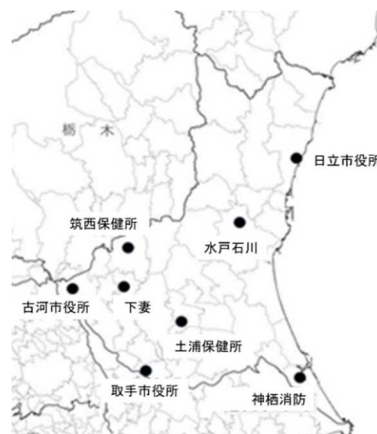 栃 木
日立市役所
筑西保健所
水戸石川
古河市役所
下妻
土浦保健所
取手市役所
神栖消防